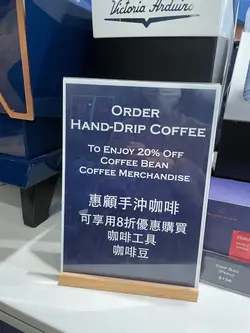 Victoria Arduino
ORDER
HAND-DRIP COFFEE
TO ENJOY 20% OFF
COFFEE BEAN
COFFEE MERCHANDISE
惠顧手沖咖啡
可享用8折優惠購買
咖啡工具
咖啡豆